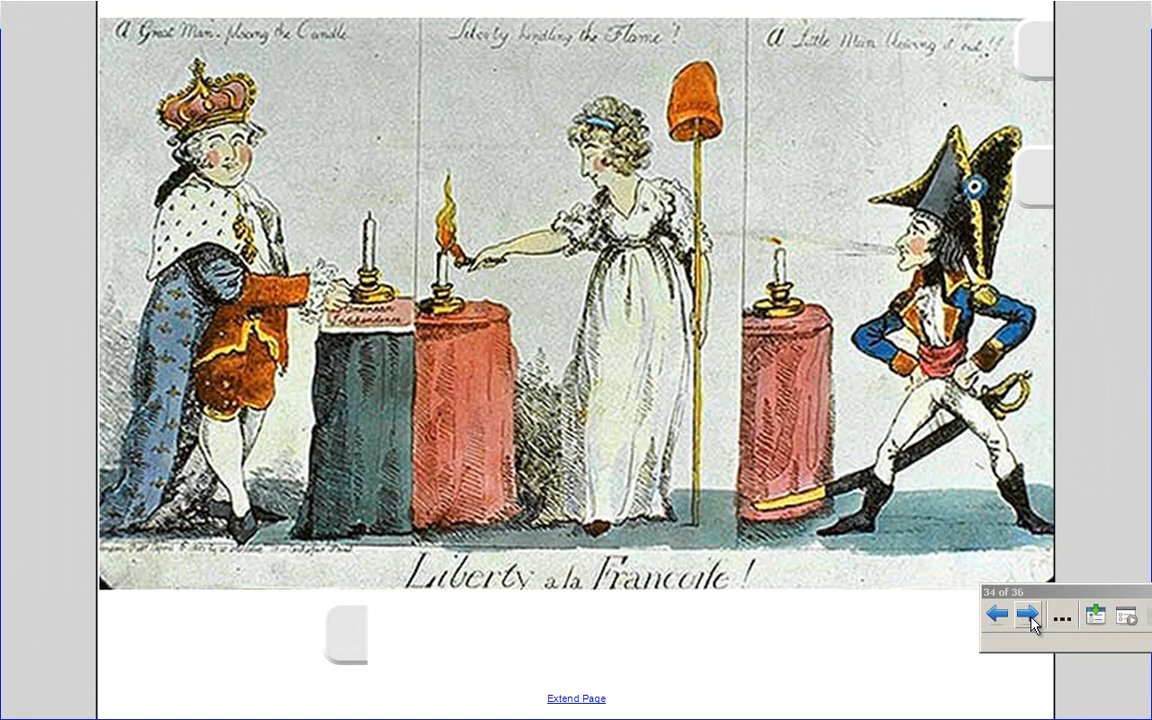 A Great Man. placing the Candle
Liberty kindling the Flame!
A Little Man blowing it out!!
American
Independence
Liberty a la Francoise!
34 of 36
...
Extend Page